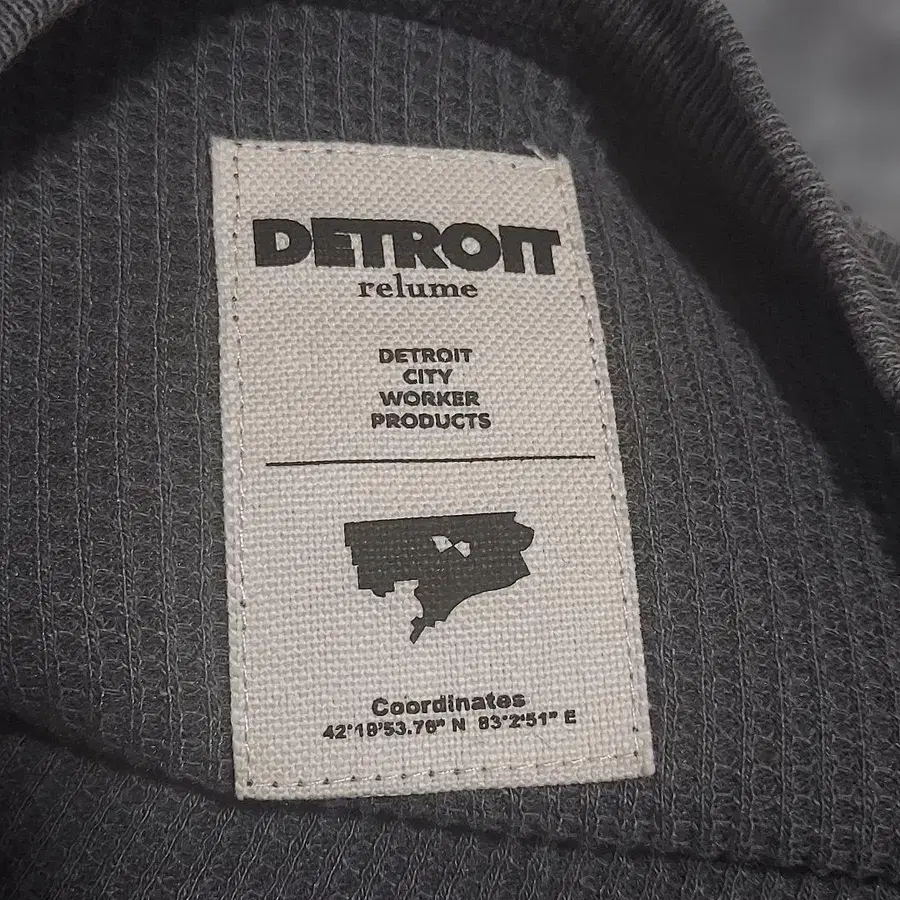 DETROIT
relume
DETROIT
CITY
WORKER
PRODUCTS
Coordinates
42°19'53.76" N 83°2'51" E